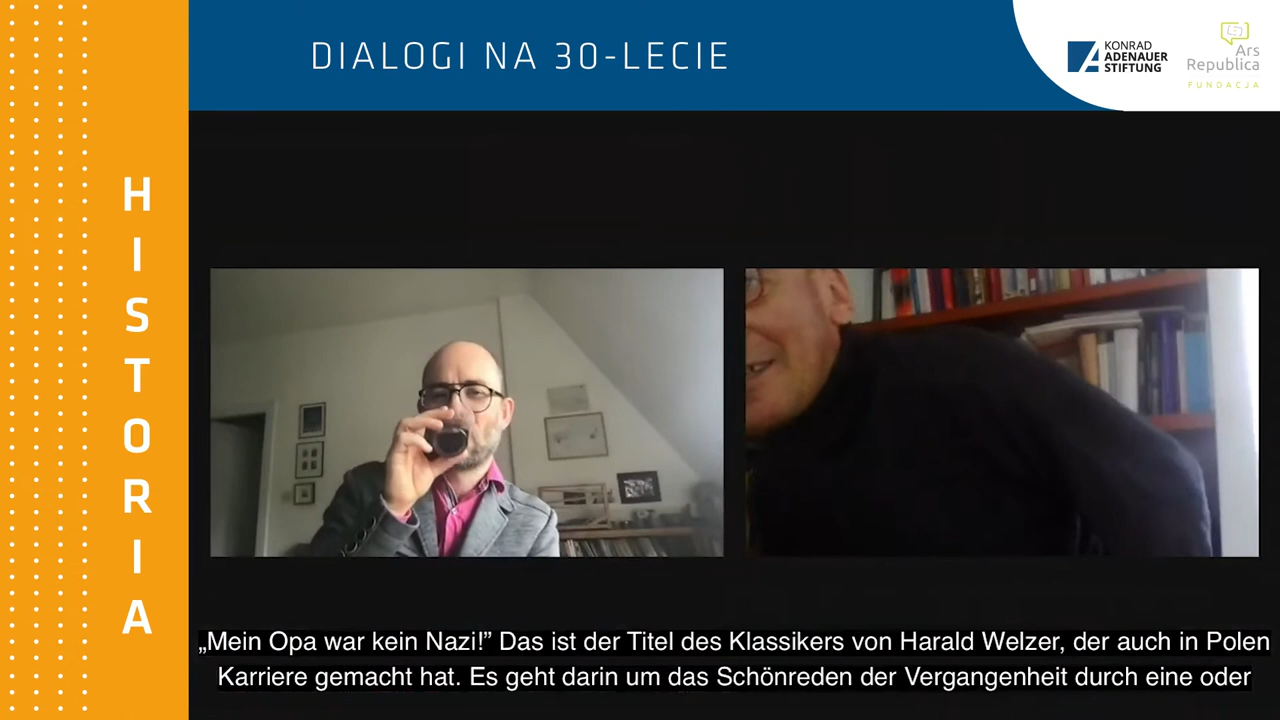 DIALOGI NA 30-LECIE
KONRAD
ADENAUER
STIFTUNG
Ars
Republica
FUNDACJA
HISTORIA
„Mein Opa war kein Nazi!” Das ist der Titel des Klassikers von Harald Welzer, der auch in Polen
Karriere gemacht hat. Es geht darin um das Schönreden der Vergangenheit durch eine oder